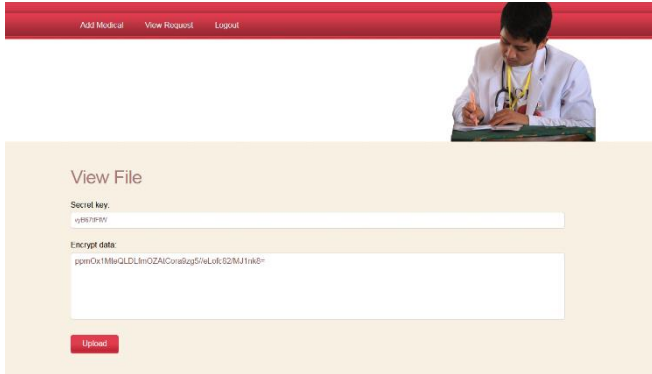 Add Medical View Request Logout
View File
Secret key:
Encrypt data:
Upload